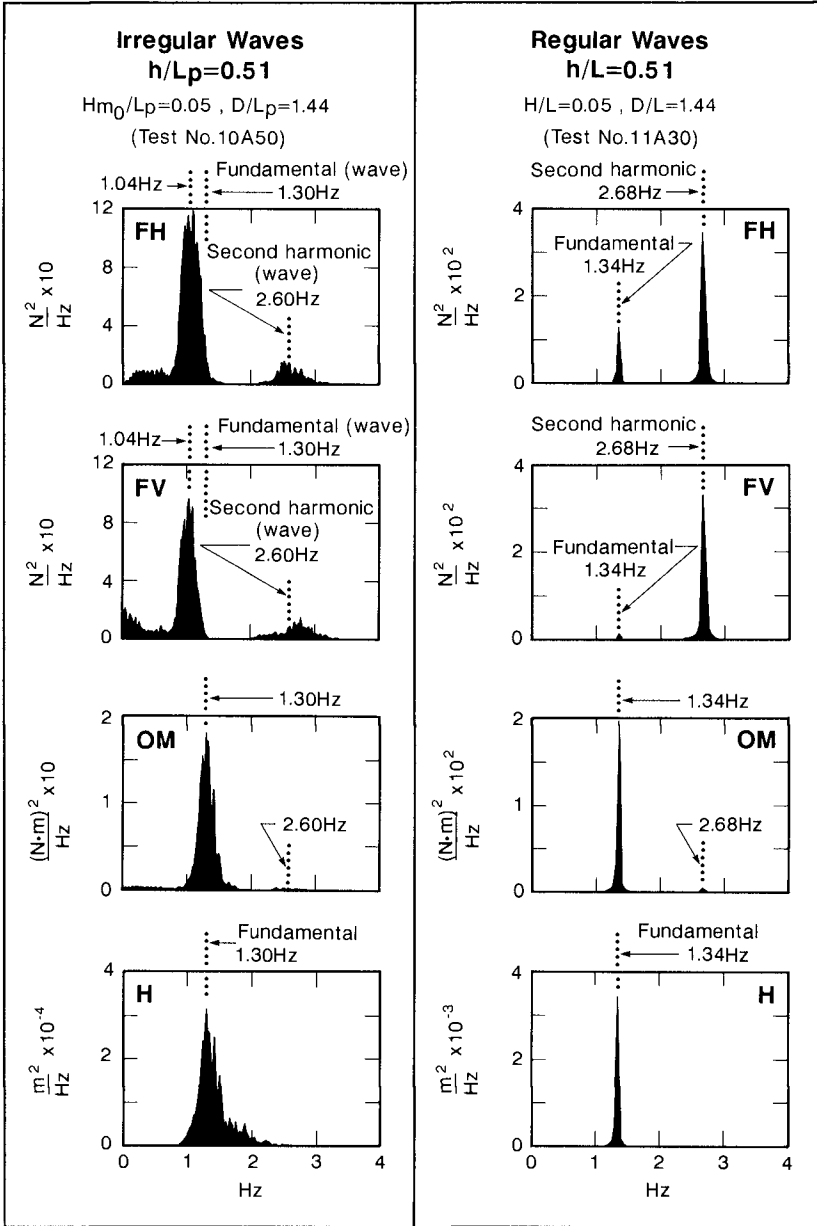 Irregular Waves
h/Lp=0.51
Hm0/Lp=0.05 , D/Lp=1.44
(Test No.10A50)
Fundamental (wave)
1.04Hz
1.30Hz
12
8
4
0
N²/Hz x10
FH
Second harmonic
(wave)
2.60Hz
Fundamental (wave)
1.04Hz
1.30Hz
12
8
4
0
N²/Hz x10
FV
Second harmonic
(wave)
2.60Hz
1.30Hz
2
1
0
(N·m)²/Hz x10
OM
2.60Hz
Fundamental
1.30Hz
4
2
0
m²/Hz x10⁻⁴
H
0 1 2 3 4
Hz
Regular Waves
h/L=0.51
H/L=0.05 , D/L=1.44
(Test No.11A30)
Second harmonic
2.68Hz
4
2
0
N²/Hz x10²
FH
Fundamental
1.34Hz
0 1 2 3 4
Second harmonic
2.68Hz
4
2
0
N²/Hz x10²
FV
Fundamental
1.34Hz
1.34Hz
2
1
0
(N·m)²/Hz x10²
OM
2.68Hz
Fundamental
1.34Hz
4
2
0
m²/Hz x10⁻³
H
0 1 2 3 4
Hz